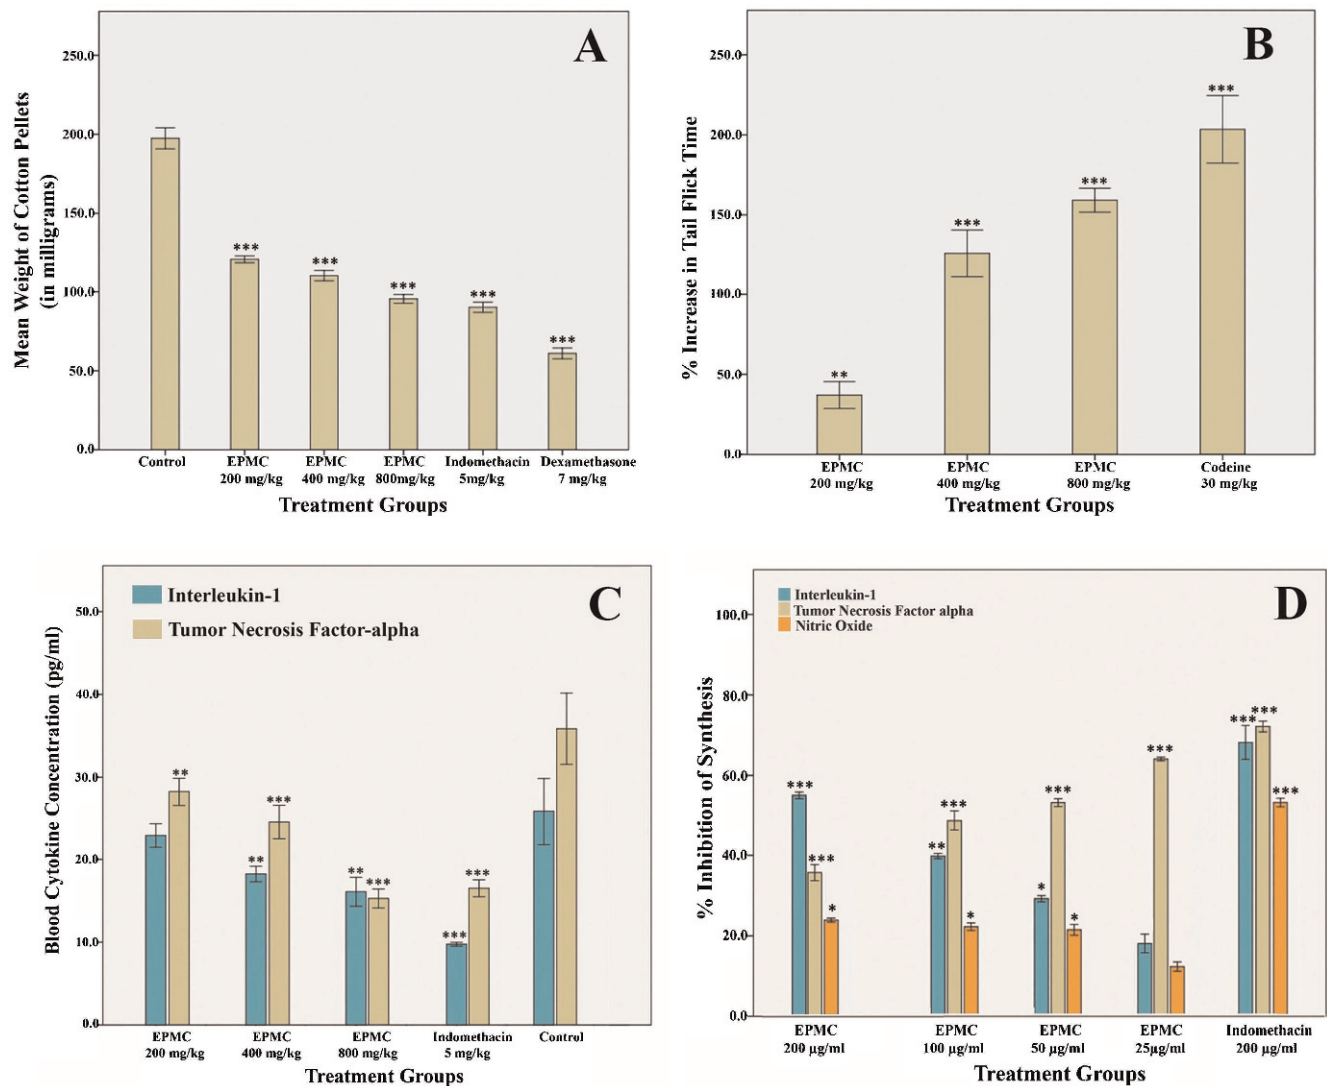 A
Mean Weight of Cotton Pellets
(in milligrams)
250.0
200.0
150.0
100.0
50.0
0.0
***
***
***
***
***
Control
EPMC
200 mg/kg
EPMC
400 mg/kg
EPMC
800mg/kg
Indomethacin
5mg/kg
Dexamethasone
7 mg/kg
Treatment Groups
B
% Increase in Tail Flick Time
250.0
200.0
150.0
100.0
50.0
0.0
**
***
***
***
EPMC
200 mg/kg
EPMC
400 mg/kg
EPMC
800 mg/kg
Codeine
30 mg/kg
Treatment Groups
C
Interleukin-1
Tumor Necrosis Factor-alpha
Blood Cytokine Concentration (pg/ml)
50.0
40.0
30.0
20.0
10.0
0.0
**
**
***
**
***
***
***
EPMC
200 mg/kg
EPMC
400 mg/kg
EPMC
800 mg/kg
Indomethacin
5 mg/kg
Control
Treatment Groups
D
Interleukin-1
Tumor Necrosis Factor alpha
Nitric Oxide
% Inhibition of Synthesis
100.0
80.0
60.0
40.0
20.0
0.0
***
***
*
**
***
*
*
***
*
***
***
***
***
EPMC
200 µg/ml
EPMC
100 µg/ml
EPMC
50 µg/ml
EPMC
25µg/ml
Indomethacin
200 µg/ml
Treatment Groups